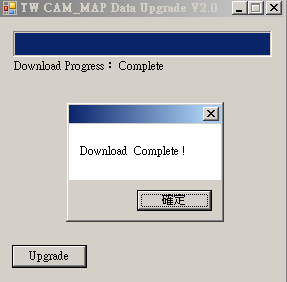 TW CAM_MAP Data Upgrade V2.0
Download Progress： Complete
Download Complete !
確定
Upgrade